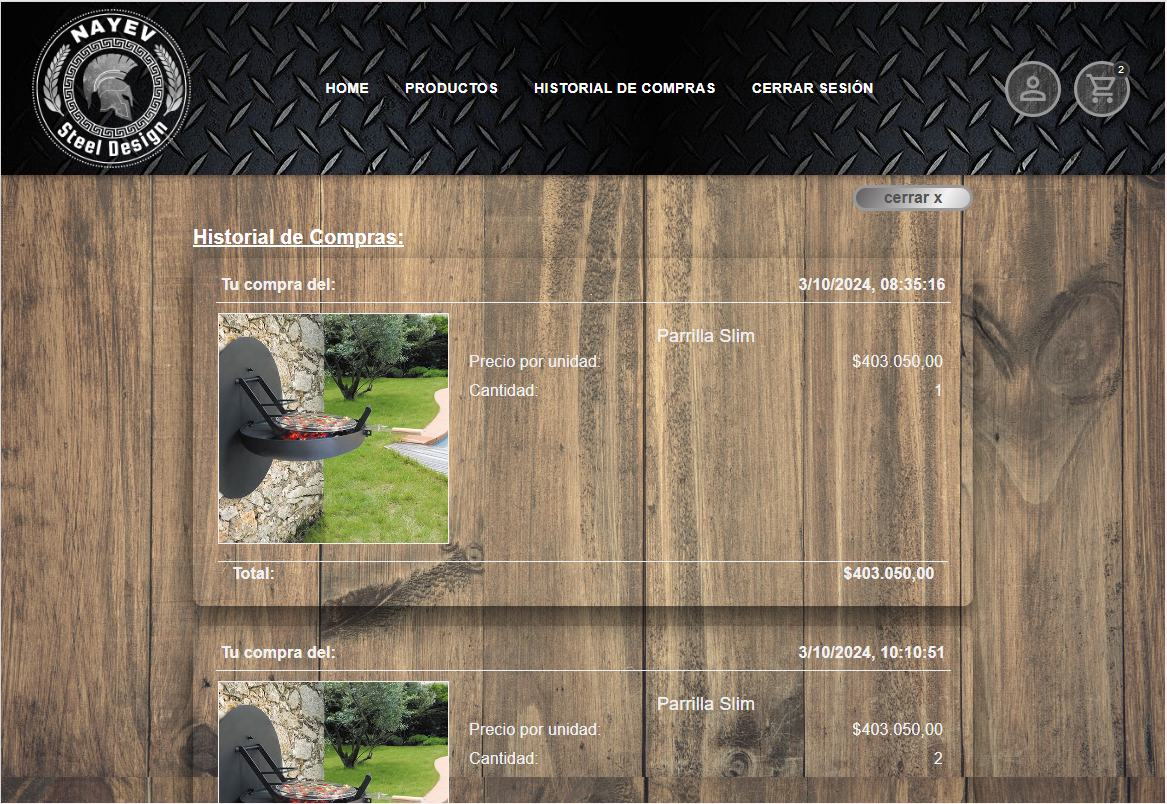 NAYEV
Steel Design
HOME PRODUCTOS HISTORIAL DE COMPRAS CERRAR SESIÓN
2
cerrar x
Historial de Compras:
Tu compra del: 3/10/2024, 08:35:16
Parrilla Slim
Precio por unidad: $403.050,00
Cantidad: 1
Total: $403.050,00
Tu compra del: 3/10/2024, 10:10:51
Parrilla Slim
Precio por unidad: $403.050,00
Cantidad: 2